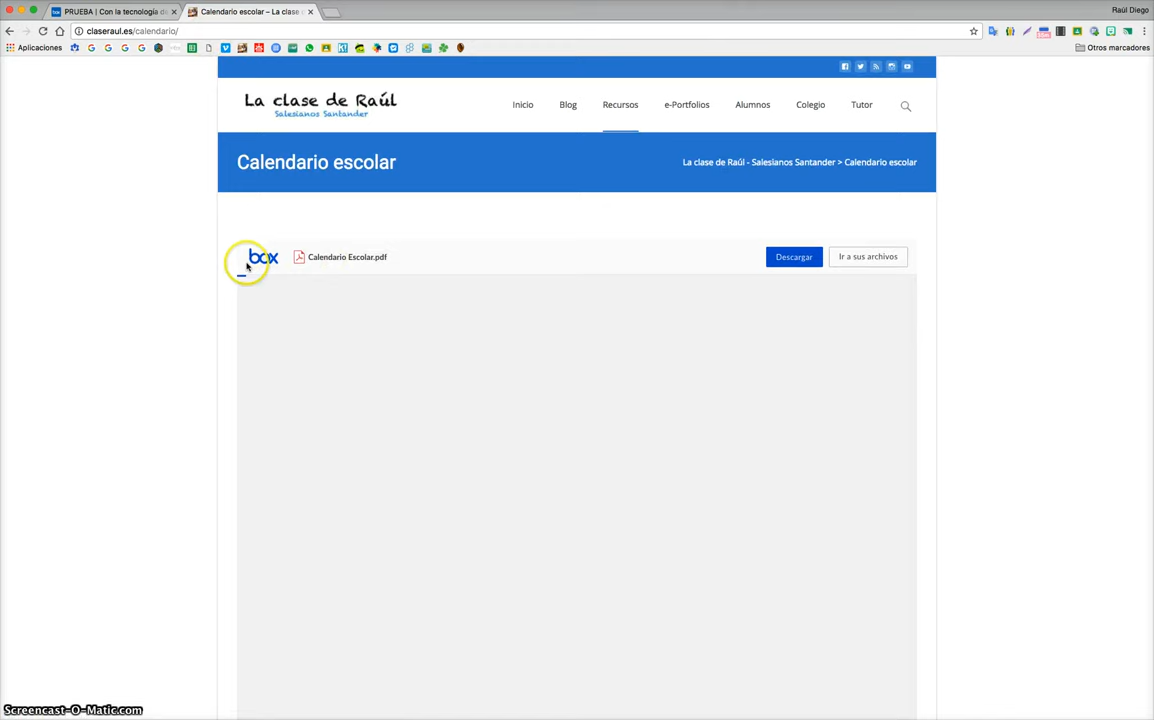 PRUEBA | Con la tecnología de
Calendario escolar – La clase
Raúl Diego
claseraul.es/calendario/
Aplicaciones
Otros marcadores
La clase de Raúl
Salesianos Santander
Inicio
Blog
Recursos
e-Portfolios
Alumnos
Colegio
Tutor
Calendario escolar
La clase de Raúl - Salesianos Santander > Calendario escolar
box
Calendario Escolar.pdf
Descargar
Ir a sus archivos
Screencast-O-Matic.com